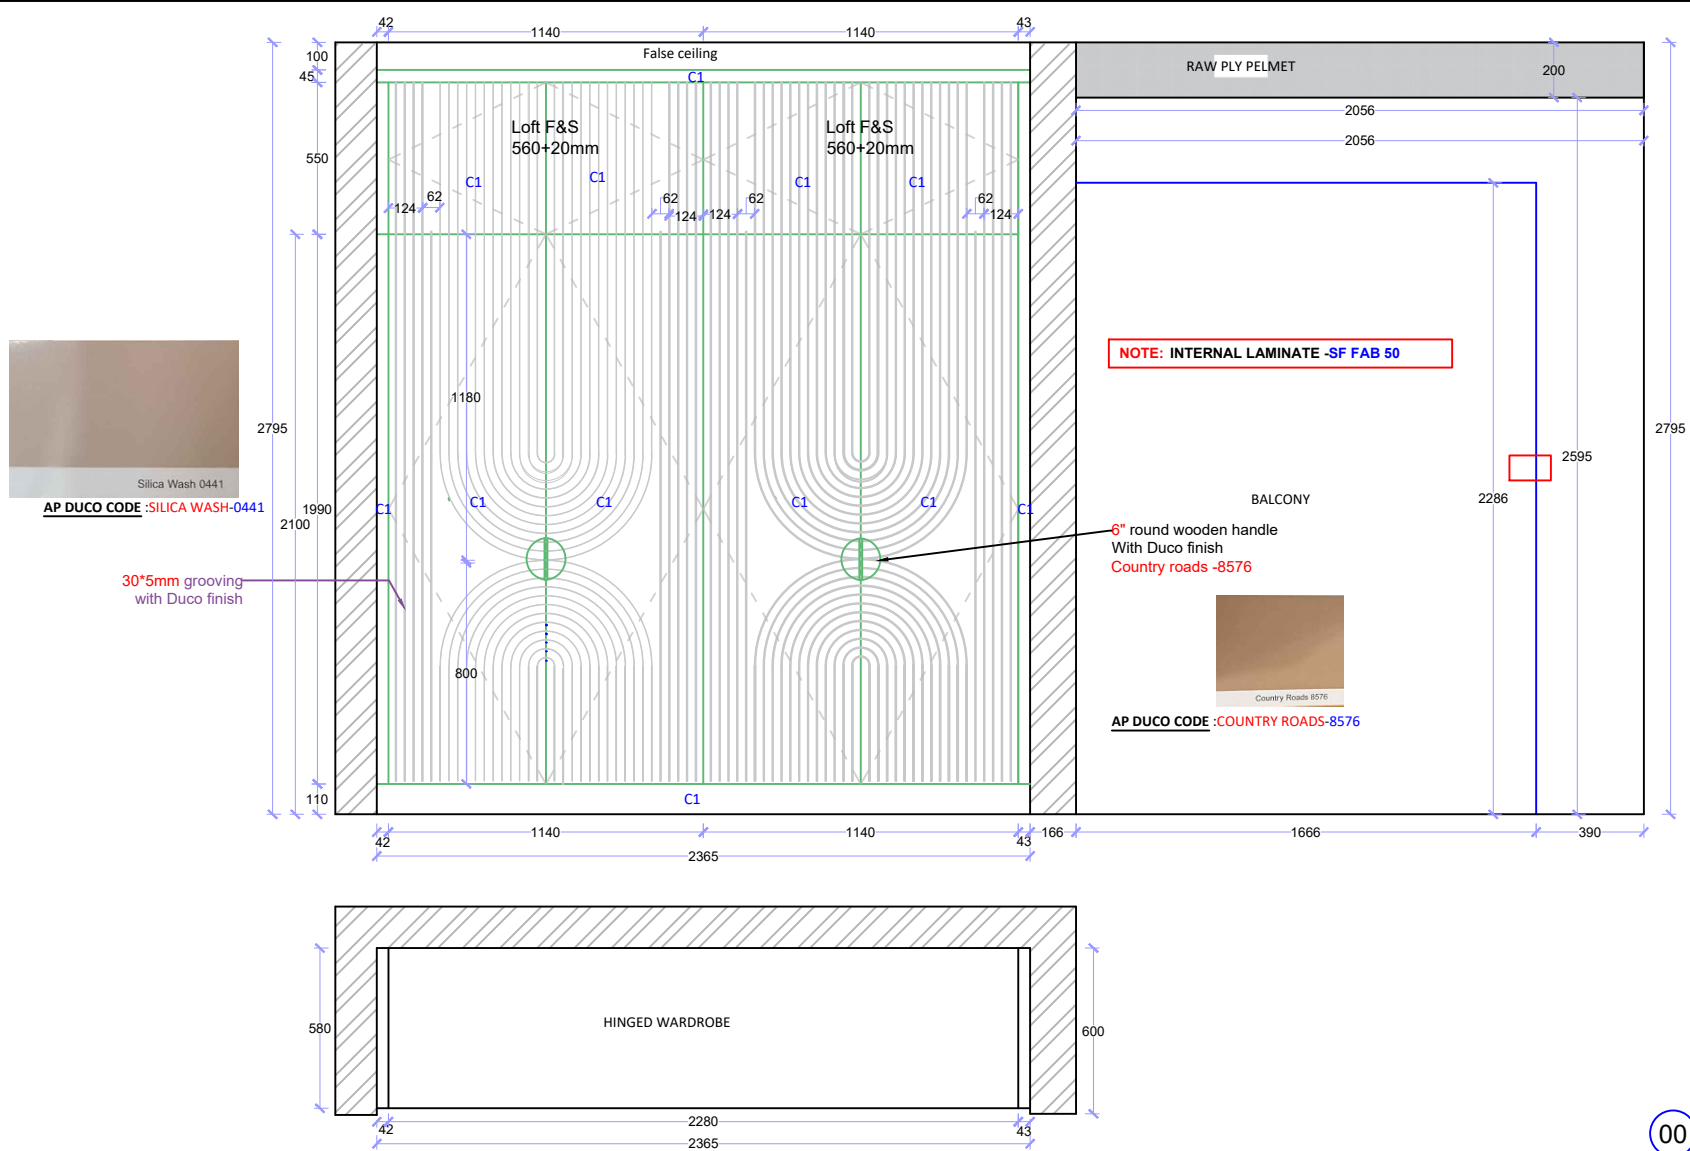 42
1140
1140
43
False ceiling
100
45
C1
RAW PLY PELMET
200
2056
2056
Loft F&S
560+20mm
Loft F&S
560+20mm
550
C1
C1
C1
C1
124
62
62
124
124
62
62
124
NOTE: INTERNAL LAMINATE -SF FAB 50
1180
2795
2795
2595
Silica Wash 0441
AP DUCO CODE :SILICA WASH-0441
1990
2100
C1
C1
C1
C1
C1
C1
2286
BALCONY
6" round wooden handle
With Duco finish
Country roads -8576
30*5mm grooving
with Duco finish
800
Country Roads 8576
AP DUCO CODE :COUNTRY ROADS-8576
110
C1
42
1140
1140
43
166
1666
390
2365
580
HINGED WARDROBE
600
42
2280
43
2365
00